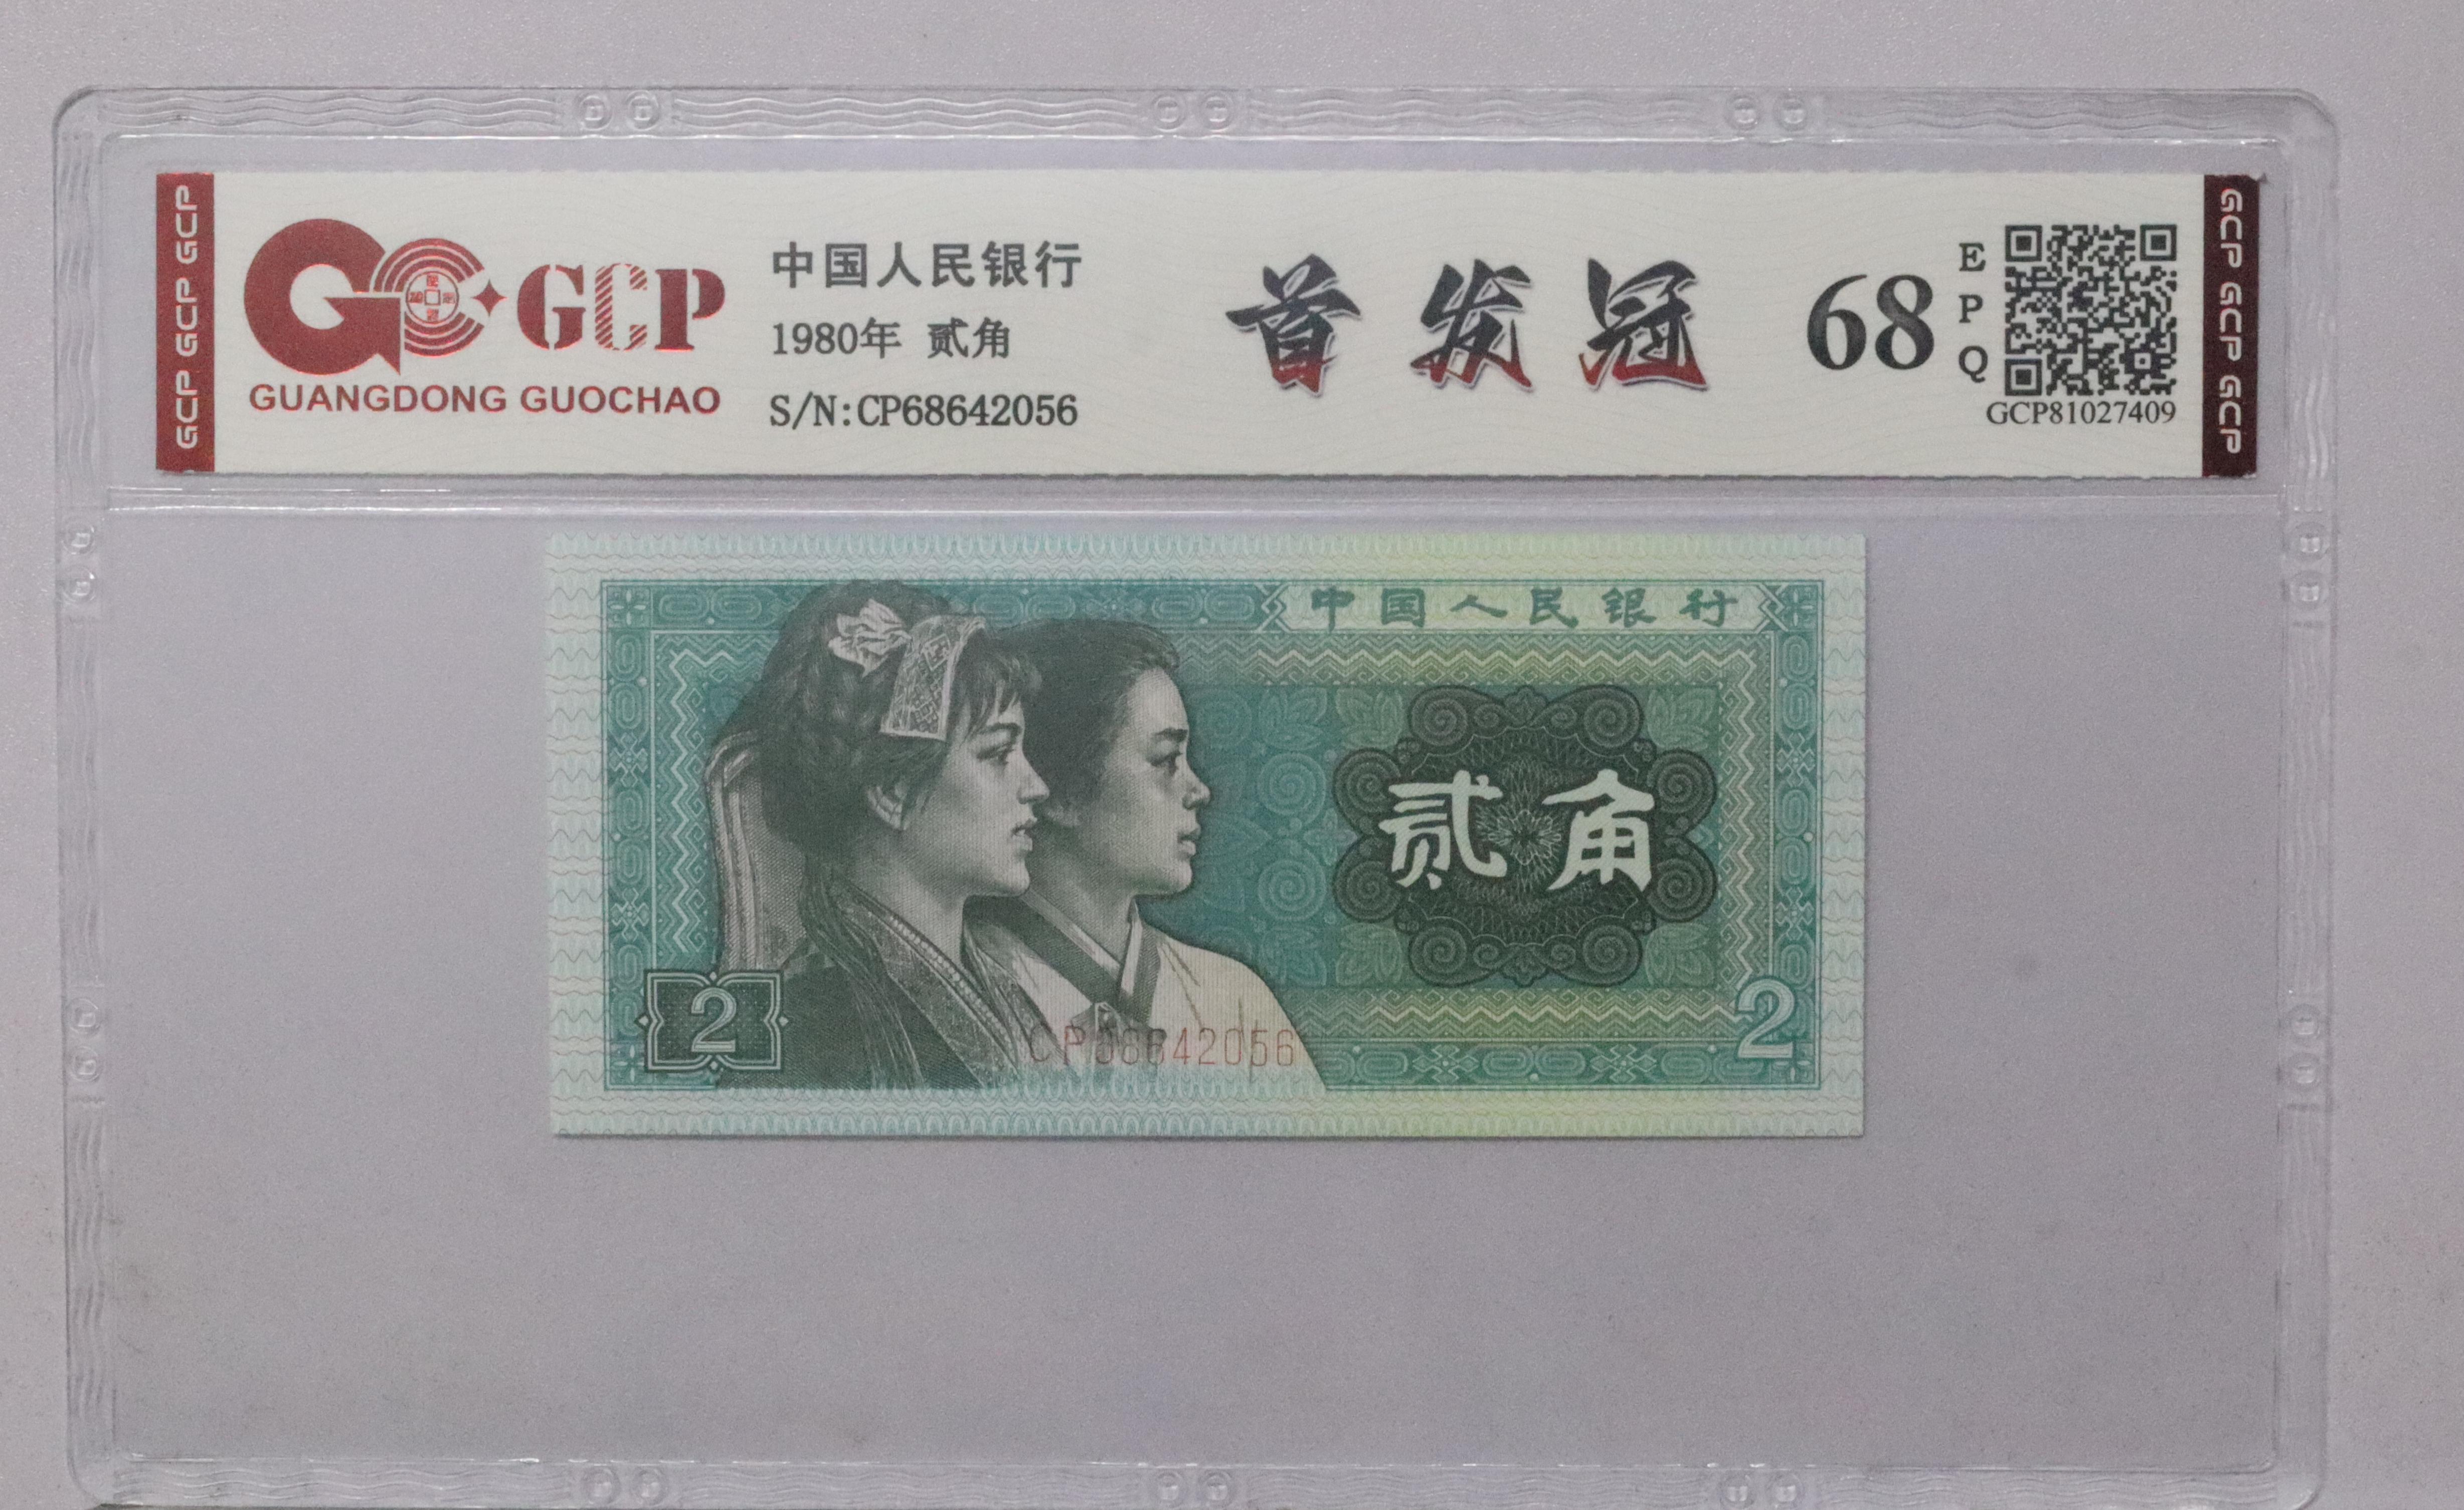 GCP GCP GCP
GCP
GUANGDONG GUOCHAO
中国人民银行
1980年 贰角
S/N:CP68642056
首发冠
68
EPQ
GCP81027409
GCP GCP GCP
中国人民银行
贰角
2
2